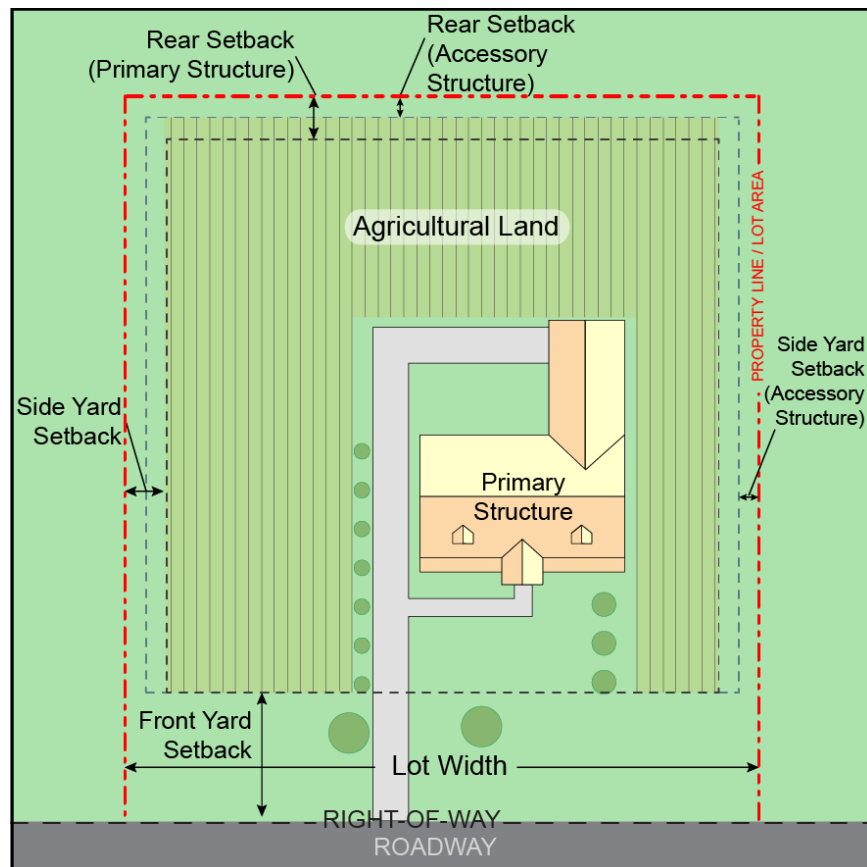 Rear Setback
(Primary Structure)
Rear Setback
(Accessory
Structure)
Agricultural Land
PROPERTY LINE / LOT AREA
Side Yard
Setback
(Accessory
Structure)
Side Yard
Setback
Primary
Structure
Front Yard
Setback
Lot Width
RIGHT-OF-WAY
ROADWAY